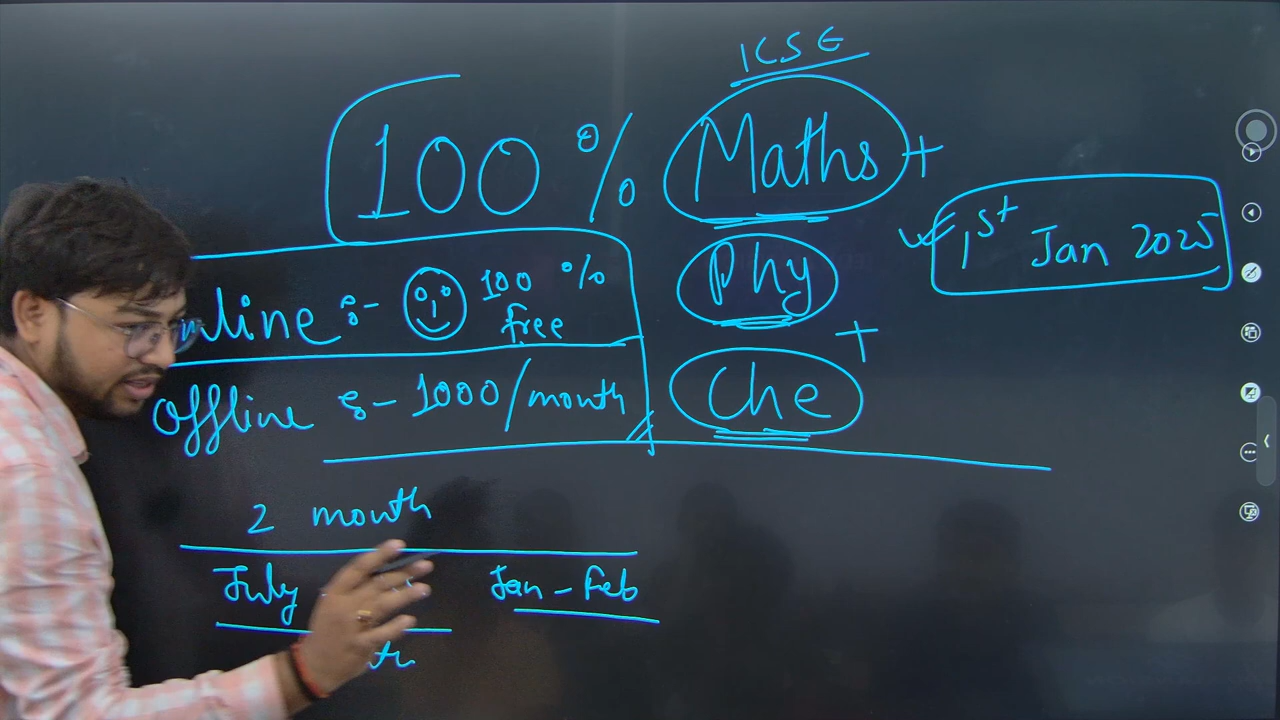 ICSE
100 % Maths +
1st Jan 2025
Phy
+
Che
nline :- 100 %
free
Offline :- 1000/month
2 month
July
Jan - Feb